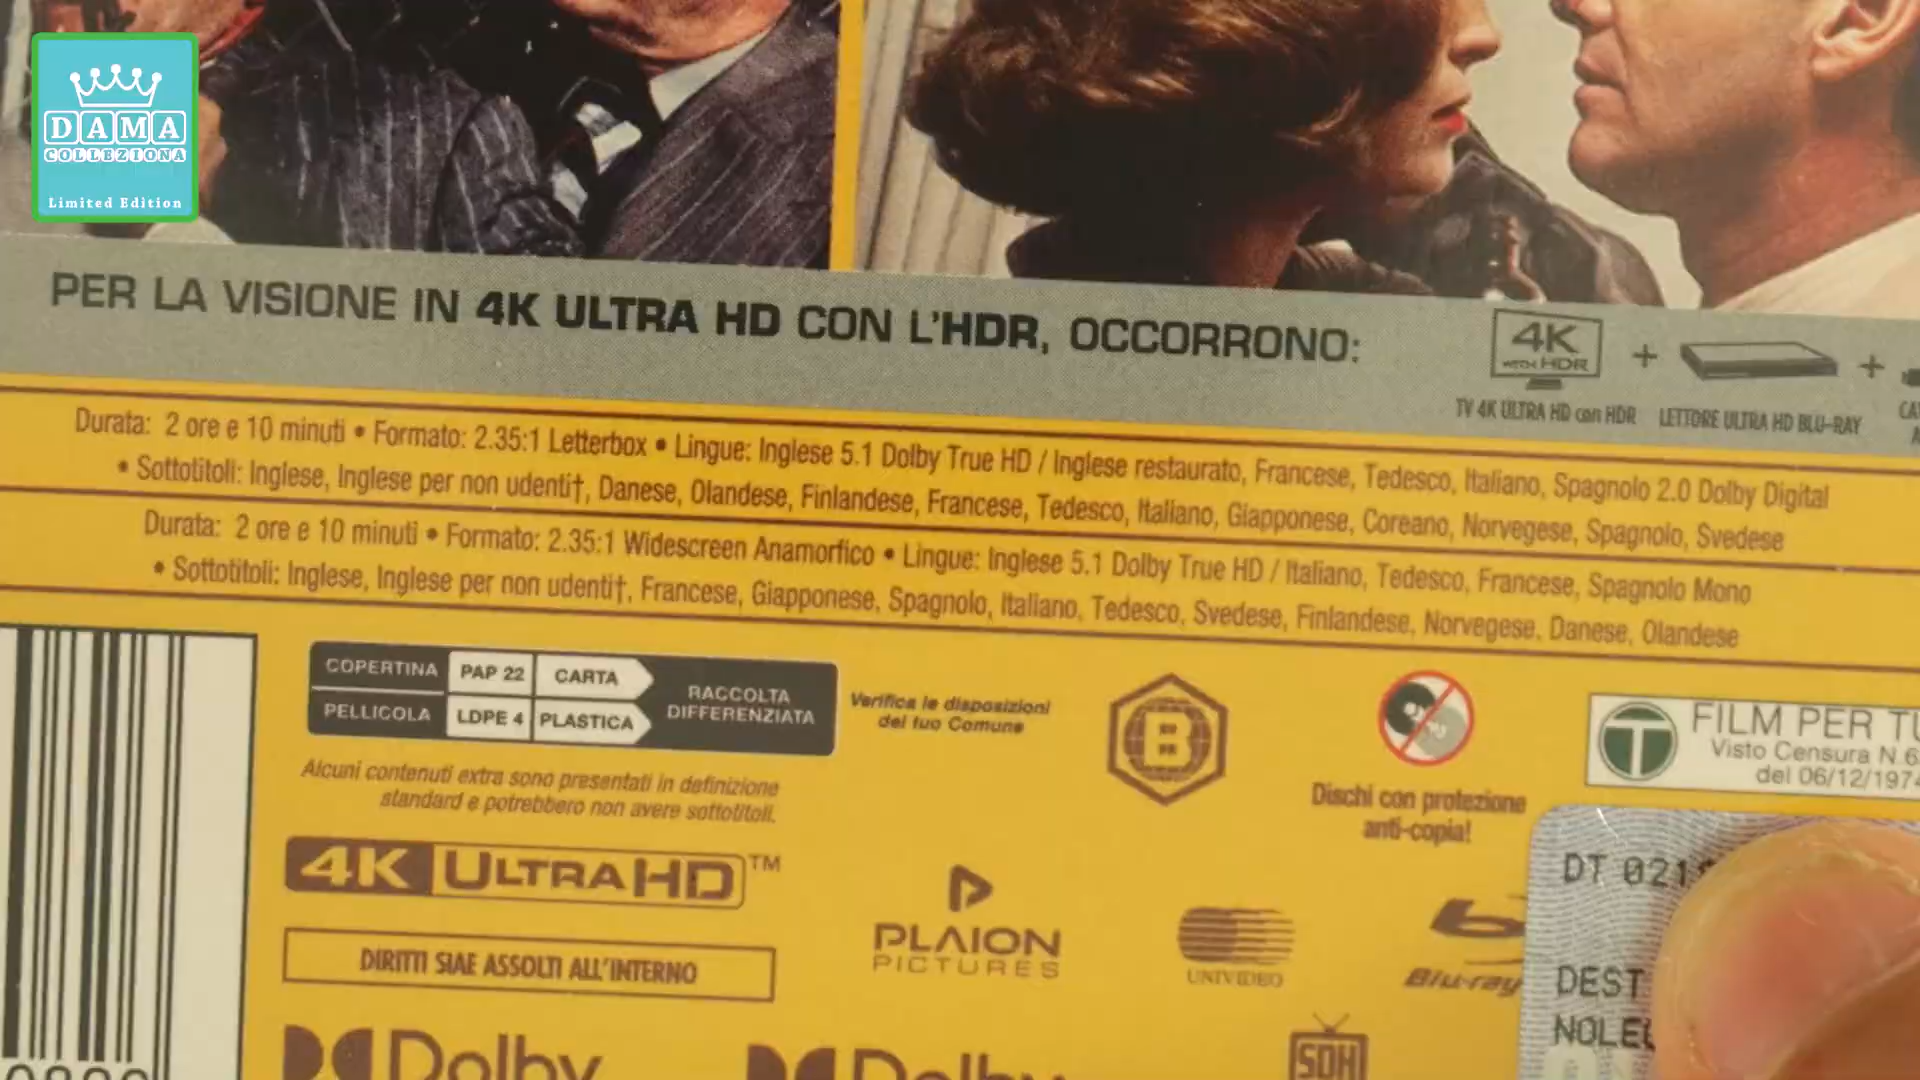 DAMA
COLLEZIONA
Limited Edition
PER LA VISIONE IN 4K ULTRA HD CON L'HDR, OCCORRONO:
4K
WITH HDR
+
+
TV 4K ULTRA HD con HDR
LETTORE ULTRA HD BLU-RAY
Durata: 2 ore e 10 minuti • Formato: 2.35:1 Letterbox • Lingue: Inglese 5.1 Dolby True HD / Inglese restaurato, Francese, Tedesco, Italiano, Spagnolo 2.0 Dolby Digital
• Sottotitoli: Inglese, Inglese per non udenti†, Danese, Olandese, Finlandese, Francese, Tedesco, Italiano, Giapponese, Coreano, Norvegese, Spagnolo, Svedese
Durata: 2 ore e 10 minuti • Formato: 2.35:1 Widescreen Anamorfico • Lingue: Inglese 5.1 Dolby True HD / Italiano, Tedesco, Francese, Spagnolo Mono
• Sottotitoli: Inglese, Inglese per non udenti†, Francese, Giapponese, Spagnolo, Italiano, Tedesco, Svedese, Finlandese, Norvegese, Danese, Olandese
COPERTINA PAP 22 CARTA
PELLICOLA LDPE 4 PLASTICA
RACCOLTA
DIFFERENZIATA
Verifica le disposizioni
del tuo Comune
B
FILM PER TU
Visto Censura N.6
del 06/12/1974
Alcuni contenuti extra sono presentati in definizione
standard e potrebbero non avere sottotitoli.
Dischi con protezione
anti-copia!
4K ULTRA HD™
PLAION
PICTURES
UNIVIDEO
Blu-ray
DIRITTI SIAE ASSOLTI ALL'INTERNO
DT 021
DEST
NOLE
Dolby
Dolby
SDH